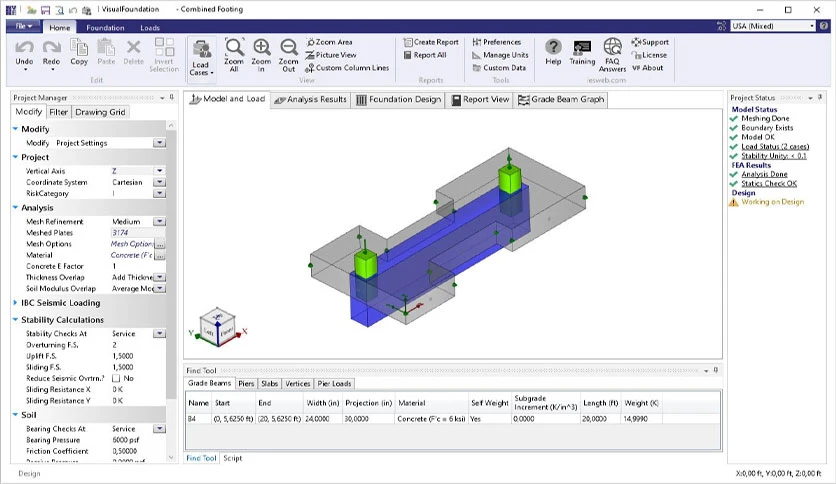 VisualFoundation - Combined Footing
File Home Foundation Loads USA (Mixed)
Undo Redo Copy Paste Delete Invert Selection
Edit
Load Cases
Zoom All Zoom In Zoom Out
Zoom Area
Picture View
Custom Column Lines
View
Create Report
Report All
Reports
Preferences
Manage Units
Custom Data
Tools
Help Training FAQ Answers
Support
License
About
iesweb.com
Project Manager
Modify Filter Drawing Grid
Modify
Modify Project Settings
Project
Vertical Axis Z
Coordinate System Cartesian
RiskCategory I
Analysis
Mesh Refinement Medium
Meshed Plates 3174
Mesh Options Mesh Option: ...
Material Concrete (F'c ...
Concrete E Factor 1
Thickness Overlap Add Thickne:
Soil Modulus Overlap Average Mo
IBC Seismic Loading
Stability Calculations
Stability Checks At Service
Overturning F.S. 2
Uplift F.S. 1,5000
Sliding F.S. 1,5000
Reduce Seismic Ovrtrn.? No
Sliding Resistance X 0 K
Sliding Resistance Y 0 K
Soil
Bearing Checks At Service
Bearing Pressure 6000 psf
Friction Coefficient 0,50000
Model and Load Analysis Results Foundation Design Report View Grade Beam Graph
Y X
Find Tool
Grade Beams Piers Slabs Vertices Pier Loads
Name Start End Width (in) Projection (in) Material Self Weight Subgrade Increment (K/in^3) Length (ft) Weight (K)
B4 (0, 5,6250 ft) (20, 5,6250 ft) 24,0000 30,0000 Concrete (F'c = 6 ksi) Yes 0,0000 20,0000 14,9990
Find Tool Script
Project Status
Model Status
Meshing Done
Boundary Exists
Model OK
Load Status (2 cases)
Stability Unity: < 0.1
FEA Results
Analysis Done
Statics Check OK
Design
Working on Design
Design
X:0,00 ft, Y:0,00 ft, Z:0,00 ft